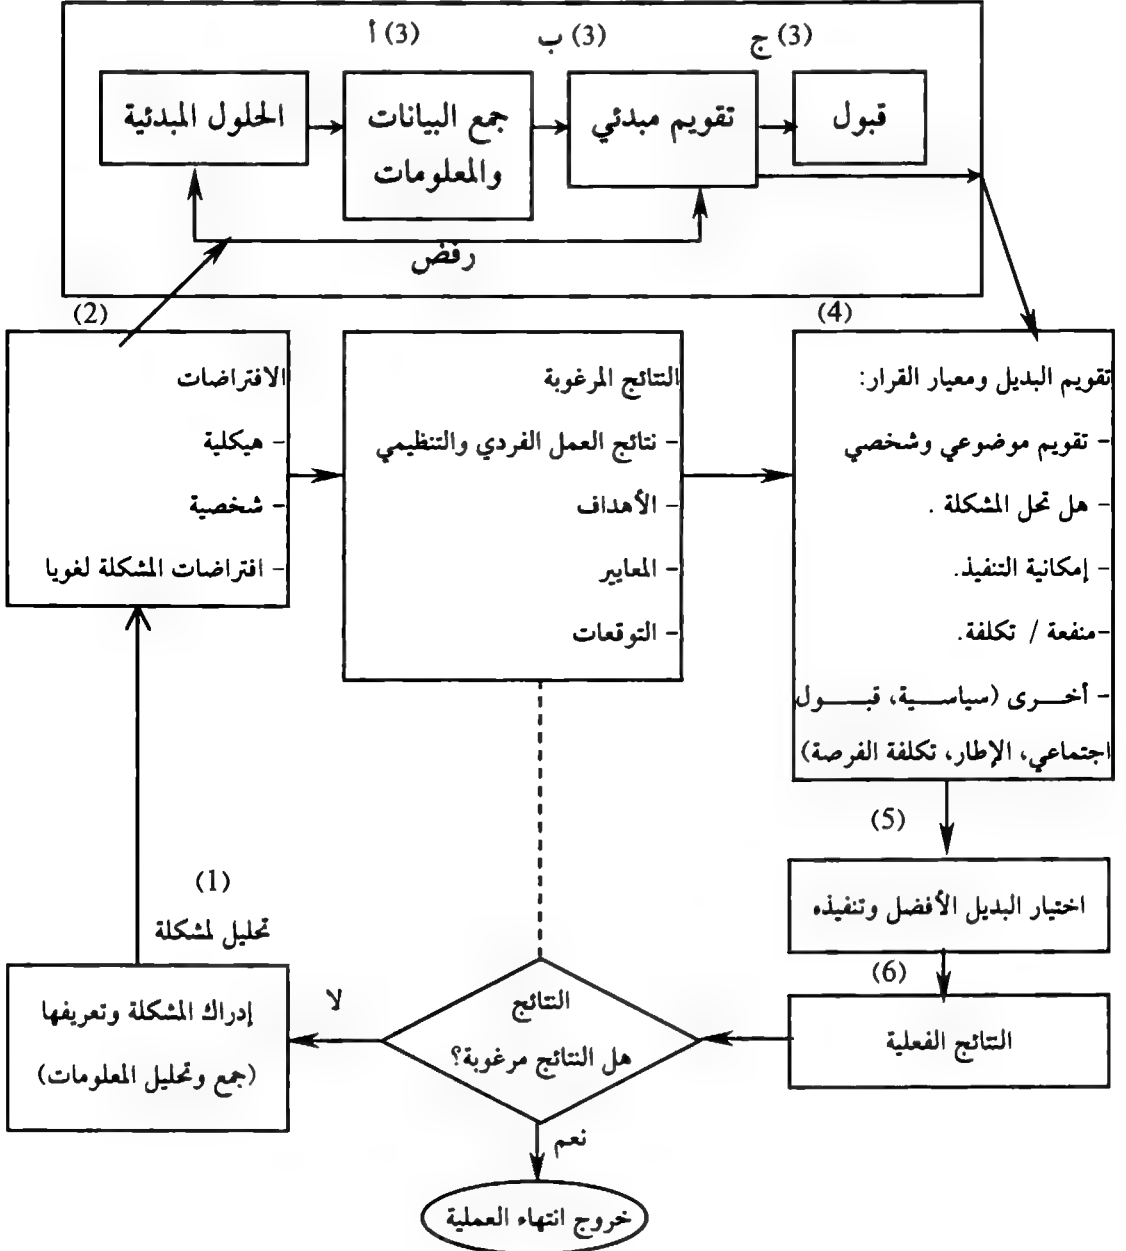 (3) أ
(3) ب
(3) ج
الحلول المبدئية
جمع البيانات
والمعلومات
تقويم مبدئي
قبول
رفض
(2)
(4)
الافتراضات
- هيكلية
- شخصية
- افتراضات المشكلة لغويا
النتائج المرغوبة
- نتائج العمل الفردي والتنظيمي
- الأهداف
- المعايير
- التوقعات
تقويم البديل ومعيار القرار:
- تقويم موضوعي وشخصي
- هل تحل المشكلة .
- إمكانية التنفيذ.
-منفعة / تكلفة.
- أخرى (سياسية، قبول
اجتماعي، الإطار، تكلفة الفرصة)
(5)
اختيار البديل الأفضل وتنفيذه
(6)
النتائج الفعلية
(1)
تحليل لمشكلة
إدراك المشكلة وتعريفها
(جمع وتحليل المعلومات)
لا
النتائج
هل النتائج مرغوبة؟
نعم
خروج انتهاء العملية